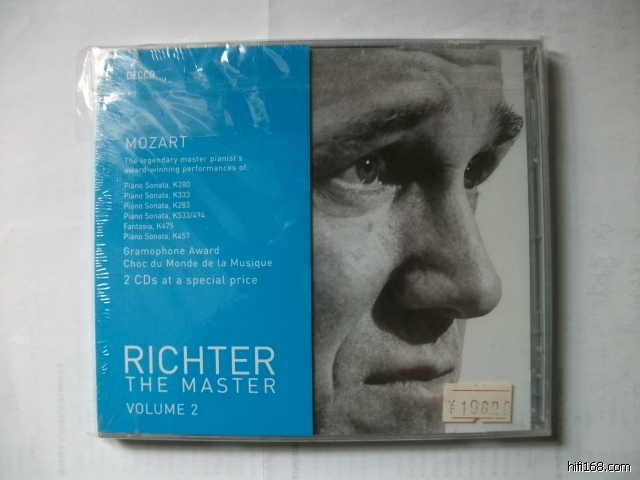 DECCA
MOZART
The legendary master pianist's
award-winning performances of:
Piano Sonata, K280
Piano Sonata, K333
Piano Sonata, K283
Piano Sonata, K533/494
Fantasia, K475
Piano Sonata, K457
Gramophone Award
Choc du Monde de la Musique
2 CDs at a special price
RICHTER
THE MASTER
VOLUME 2
hifi168.com